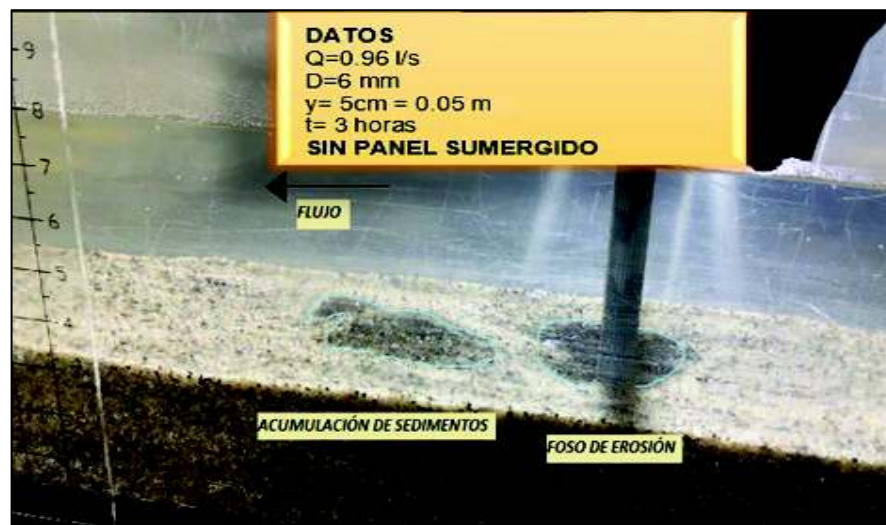 DATOS
Q=0.96 l/s
D=6 mm
y= 5cm = 0.05 m
t= 3 horas
SIN PANEL SUMERGIDO
9
8
7
6
5
4
FLUJO
ACUMULACIÓN DE SEDIMENTOS
FOSO DE EROSIÓN